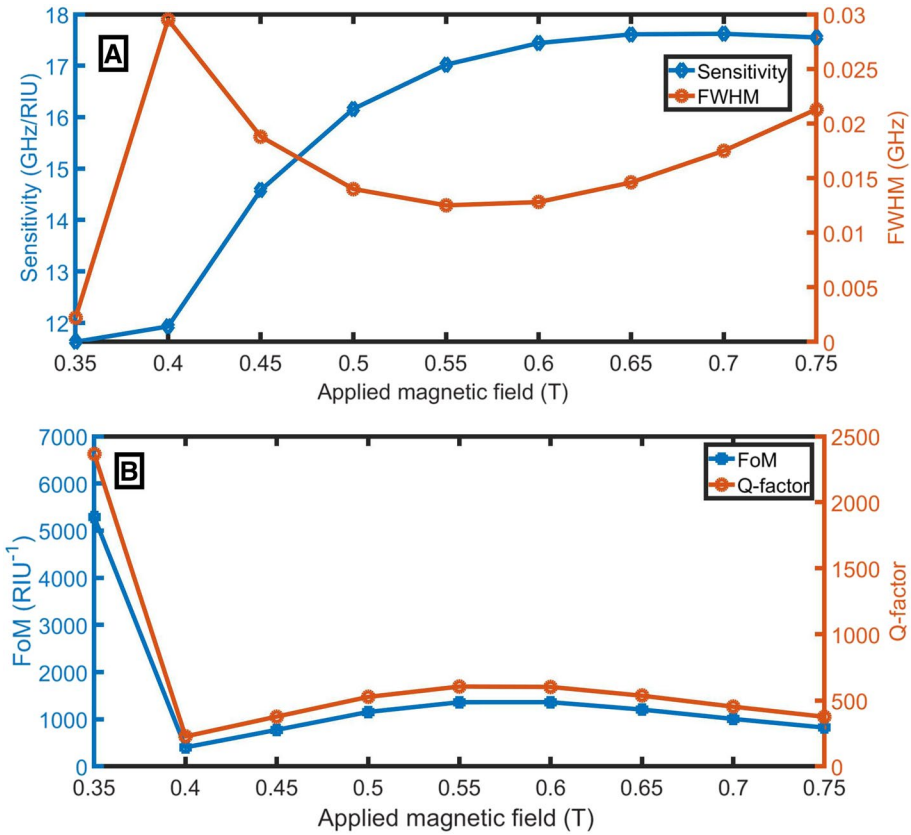 A
18
17
16
15
14
13
12
Sensitivity (GHz/RIU)
Sensitivity
FWHM
0.03
0.025
0.02
0.015
0.01
0.005
0
FWHM (GHz)
0.35 0.4 0.45 0.5 0.55 0.6 0.65 0.7 0.75
Applied magnetic field (T)
B
7000
6000
5000
4000
3000
2000
1000
0
FoM (RIU⁻¹)
FoM
Q-factor
2500
2000
1500
1000
500
0
Q-factor
0.35 0.4 0.45 0.5 0.55 0.6 0.65 0.7 0.75
Applied magnetic field (T)